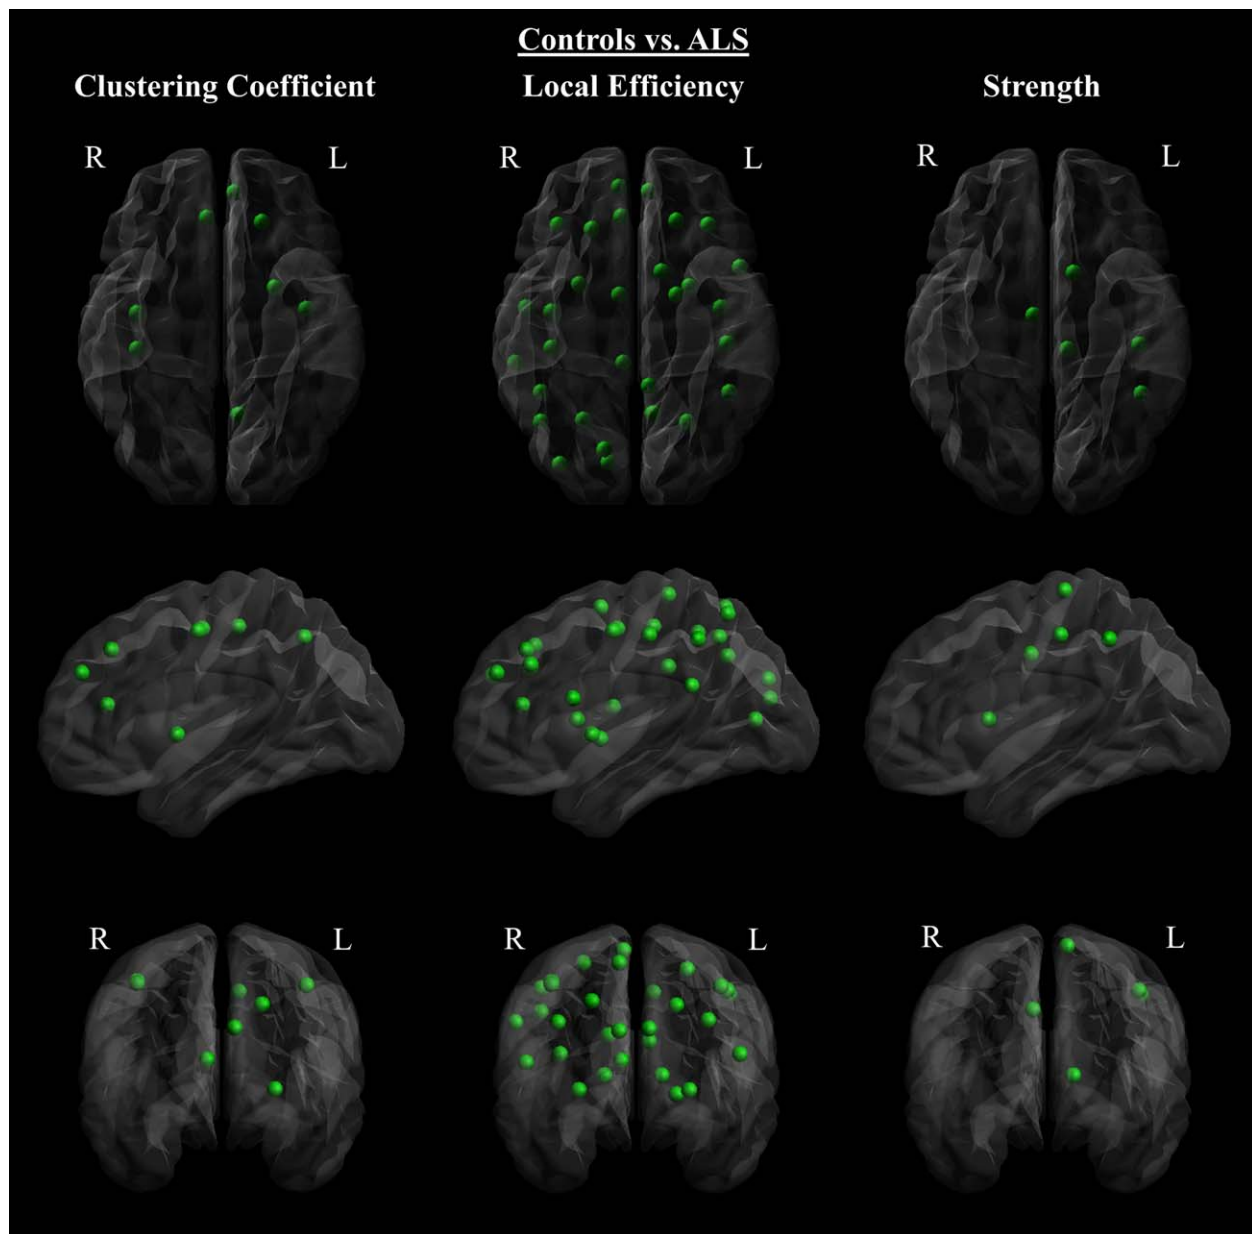 Controls vs. ALS
Clustering Coefficient Local Efficiency Strength
R L R L R L
R L R L R L